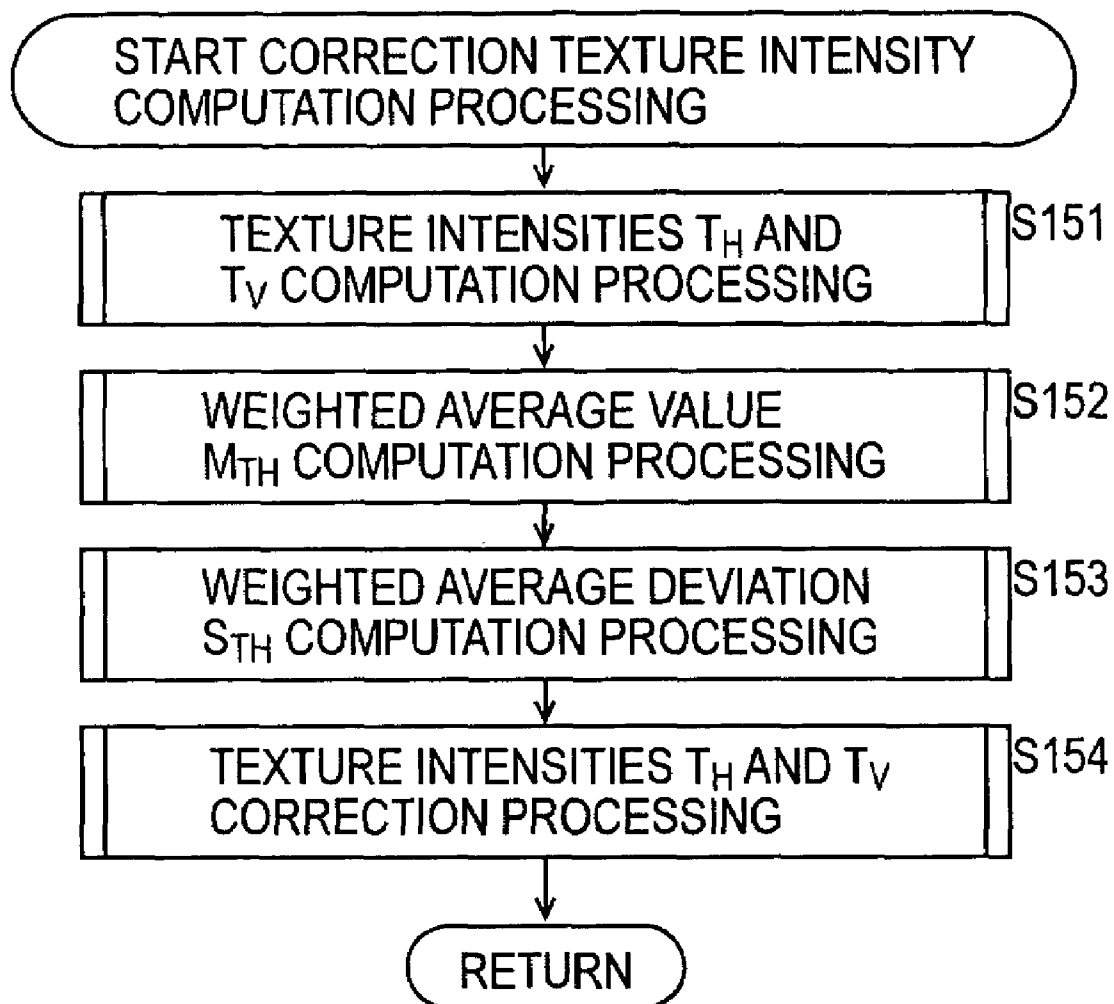 START CORRECTION TEXTURE INTENSITY
COMPUTATION PROCESSING
TEXTURE INTENSITIES TH AND
TV COMPUTATION PROCESSING
S151
WEIGHTED AVERAGE VALUE
MTH COMPUTATION PROCESSING
S152
WEIGHTED AVERAGE DEVIATION
STH COMPUTATION PROCESSING
S153
TEXTURE INTENSITIES TH AND TV
CORRECTION PROCESSING
S154
RETURN